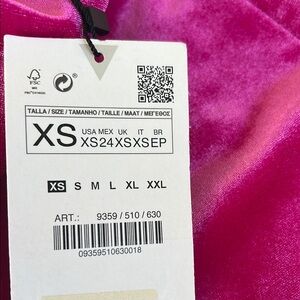 FSC
TALLA / SIZE / TAMANHO / TAILLE / MAAT / ΜΕΓΕΘΟΣ
XS
USA MEX UK IT BR
XS 24 XS XS EP
XS S M L XL XXL
ART.: 9359 / 510 / 630
09359510630018